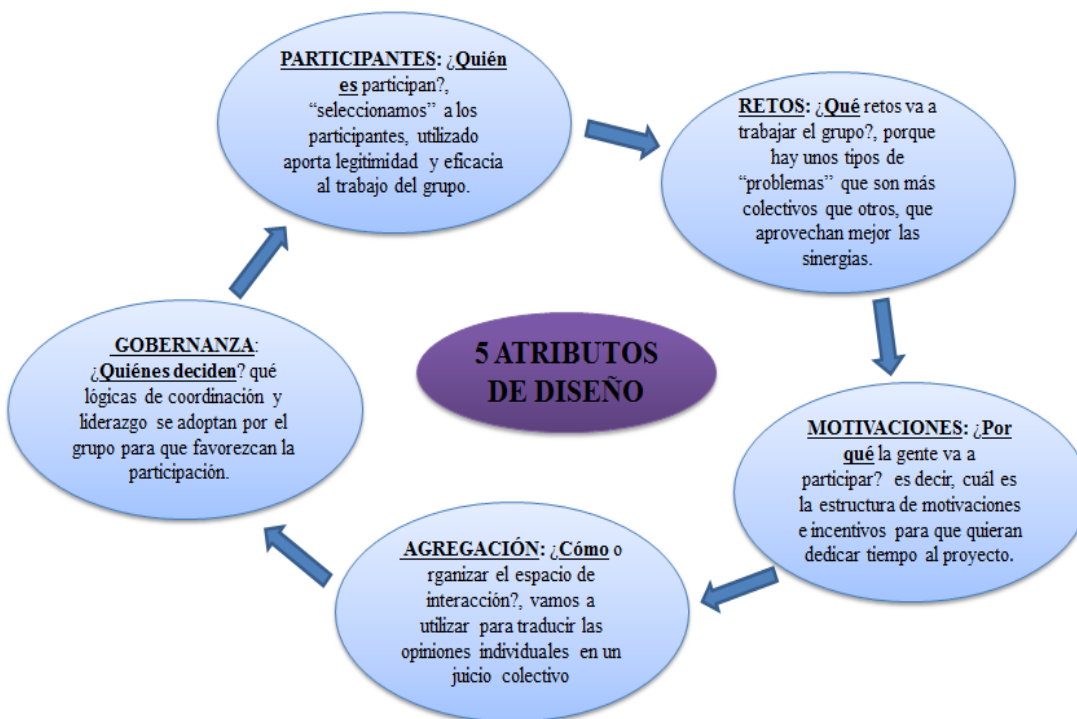 PARTICIPANTES: ¿Quién
es participan?,
“seleccionamos” a los
participantes, utilizado
aporta legitimidad y eficacia
al trabajo del grupo.
RETOS: ¿Qué retos va a
trabajar el grupo?, porque
hay unos tipos de
“problemas” que son más
colectivos que otros, que
aprovechan mejor las
sinergias.
MOTIVACIONES: ¿Por
qué la gente va a
participar? es decir, cuál es
la estructura de motivaciones
e incentivos para que quieran
dedicar tiempo al proyecto.
AGREGACIÓN: ¿Cómo o
rganizar el espacio de
interacción?, vamos a
utilizar para traducir las
opiniones individuales en un
juicio colectivo
GOBERNANZA:
¿Quiénes deciden? qué
lógicas de coordinación y
liderazgo se adoptan por el
grupo para que favorezcan la
participación.
5 ATRIBUTOS
DE DISEÑO